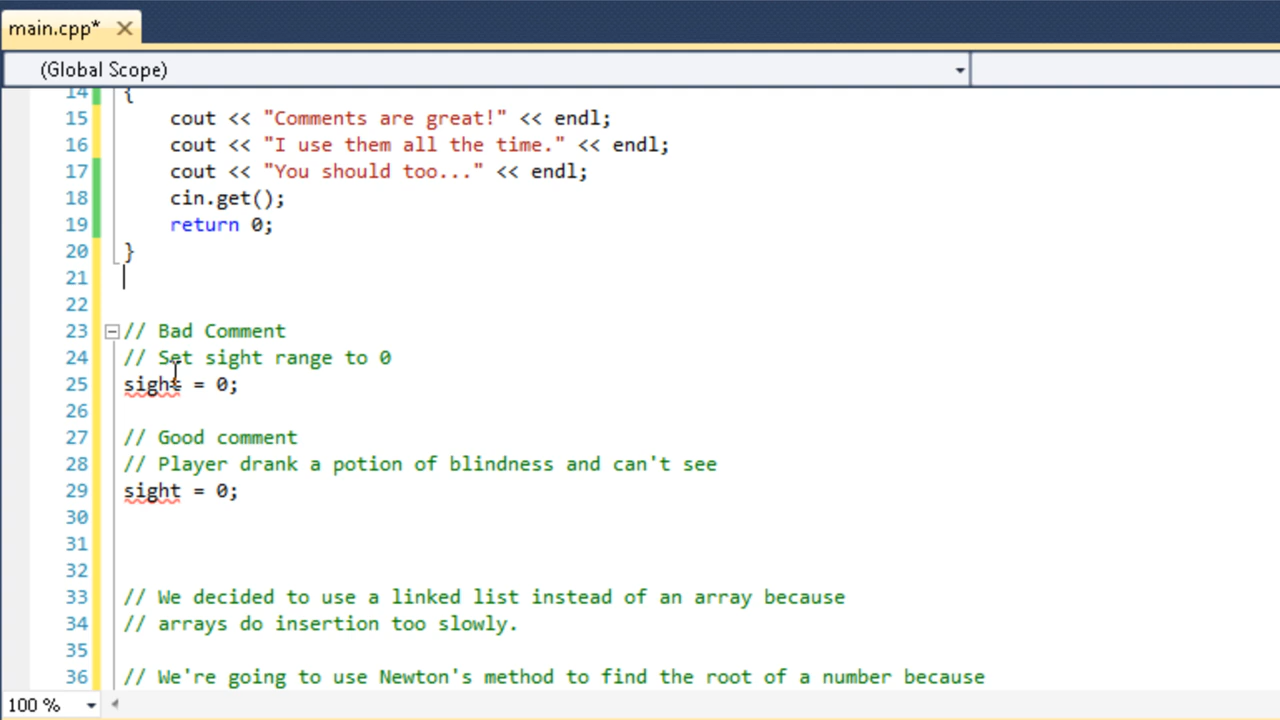 main.cpp*
(Global Scope)
14 {
15 cout << "Comments are great!" << endl;
16 cout << "I use them all the time." << endl;
17 cout << "You should too..." << endl;
18 cin.get();
19 return 0;
20 }
21
22
23 // Bad Comment
24 // Set sight range to 0
25 sight = 0;
26
27 // Good comment
28 // Player drank a potion of blindness and can't see
29 sight = 0;
30
31
32
33 // We decided to use a linked list instead of an array because
34 // arrays do insertion too slowly.
35
36 // We're going to use Newton's method to find the root of a number because
100 %